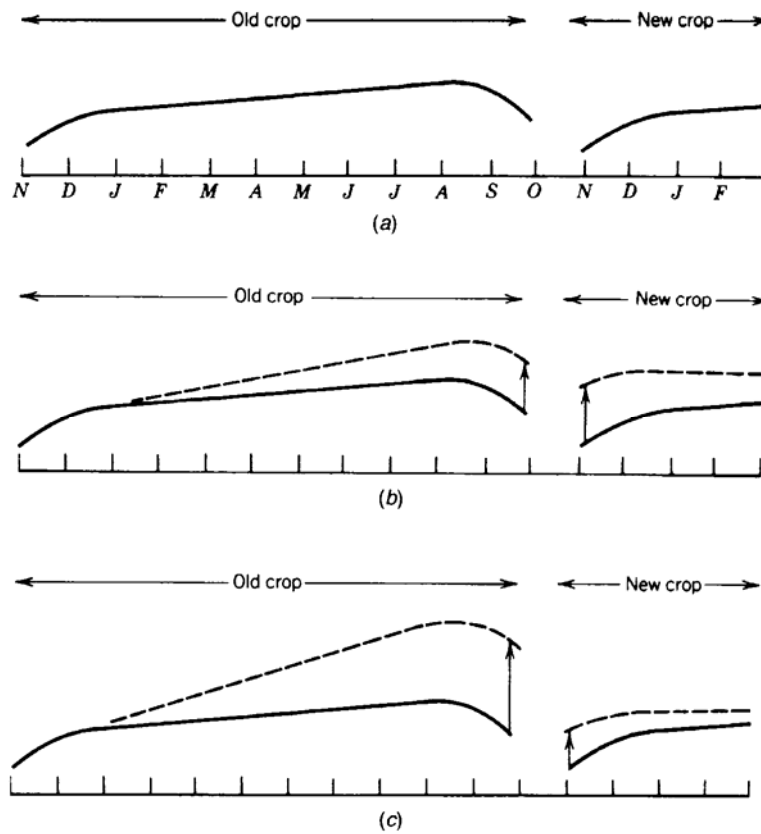 Old crop New crop
N D J F M A M J J A S O N D J F
(a)
Old crop New crop
(b)
Old crop New crop
(c)